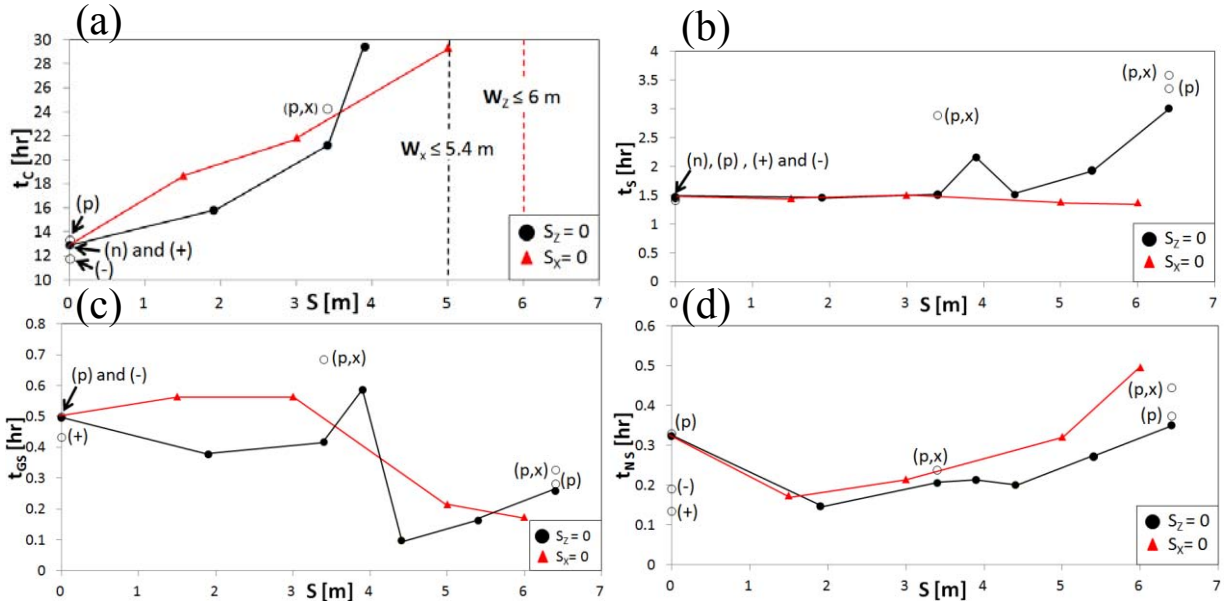 (a)
30
28
26
24
22
20
18
16
14
12
10
t_C [hr]
(p,x)
W_Z ≤ 6 m
W_x ≤ 5.4 m
(p)
(n) and (+)
(-)
S_Z = 0
S_X = 0
0 1 2 3 4 5 6 7
S [m]
(b)
4
3.5
3
2.5
2
1.5
1
0.5
0
t_S [hr]
(p,x)
(p)
(p,x)
(n), (p) , (+) and (-)
S_Z = 0
S_X = 0
0 1 2 3 4 5 6 7
S [m]
(c)
0.8
0.7
0.6
0.5
0.4
0.3
0.2
0.1
0
t_GS [hr]
(p,x)
(p) and (-)
(+)
(p,x)
(p)
S_Z = 0
S_X = 0
0 1 2 3 4 5 6 7
S [m]
(d)
0.6
0.5
0.4
0.3
0.2
0.1
0
t_NS [hr]
(p)
(p,x)
(p,x)
(p)
(-)
(+)
S_Z = 0
S_X = 0
0 1 2 3 4 5 6 7
S [m]